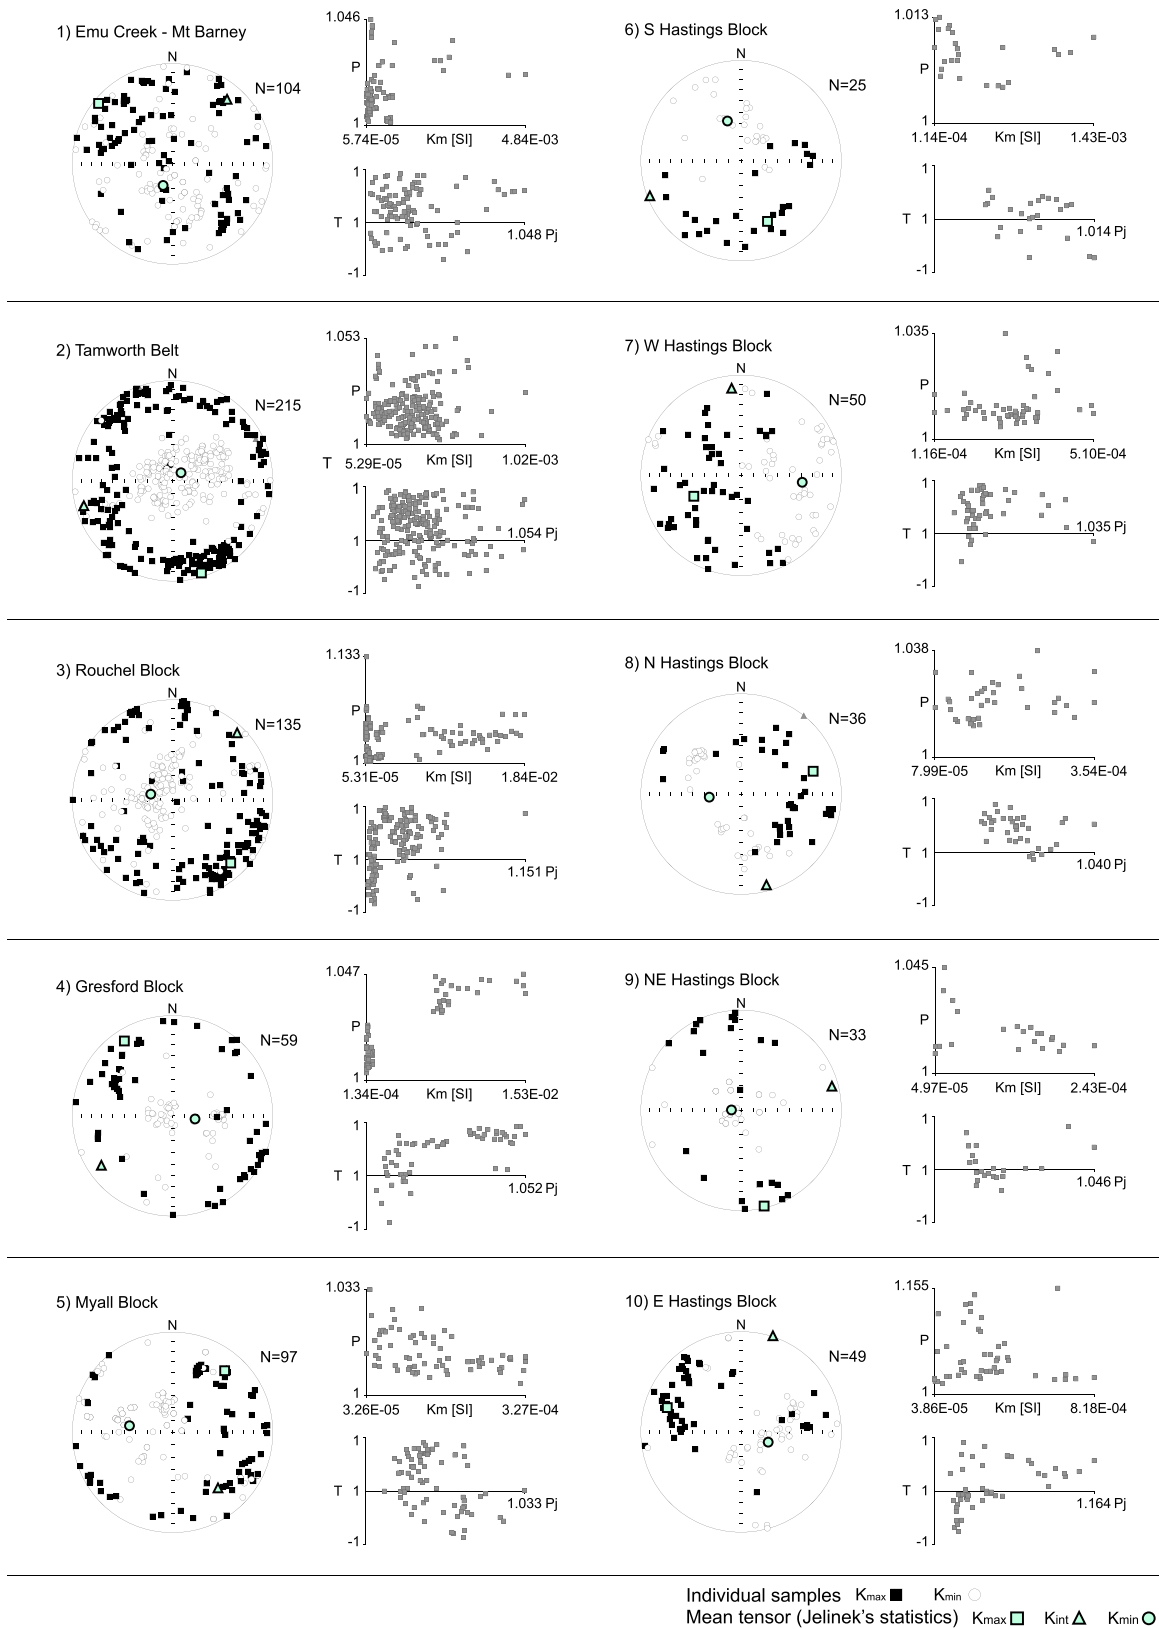 1) Emu Creek - Mt Barney
N
N=104
1.046
P
1
5.74E-05 Km [SI] 4.84E-03
1
T 1
1.048 Pj
-1
2) Tamworth Belt
N
N=215
1.053
P
1
T 5.29E-05 Km [SI] 1.02E-03
1
1
1.054 Pj
-1
3) Rouchel Block
N
N=135
1.133
P
1
5.31E-05 Km [SI] 1.84E-02
1
T 1
1.151 Pj
-1
4) Gresford Block
N
N=59
1.047
P
1
1.34E-04 Km [SI] 1.53E-02
1
T 1
1.052 Pj
-1
5) Myall Block
N
N=97
1.033
P
1
3.26E-05 Km [SI] 3.27E-04
1
T 1
1.033 Pj
-1
6) S Hastings Block
N
N=25
1.013
P
1
1.14E-04 Km [SI] 1.43E-03
1
T 1
1.014 Pj
-1
7) W Hastings Block
N
N=50
1.035
P
1
1.16E-04 Km [SI] 5.10E-04
1
T 1
1.035 Pj
-1
8) N Hastings Block
N
N=36
1.038
P
1
7.99E-05 Km [SI] 3.54E-04
1
T 1
1.040 Pj
-1
9) NE Hastings Block
N
N=33
1.045
P
1
4.97E-05 Km [SI] 2.43E-04
1
T 1
1.046 Pj
-1
10) E Hastings Block
N
N=49
1.155
P
1
3.86E-05 Km [SI] 8.18E-04
1
T 1
1.164 Pj
-1
Individual samples Kmax Kmin
Mean tensor (Jelinek's statistics) Kmax Kint Kmin